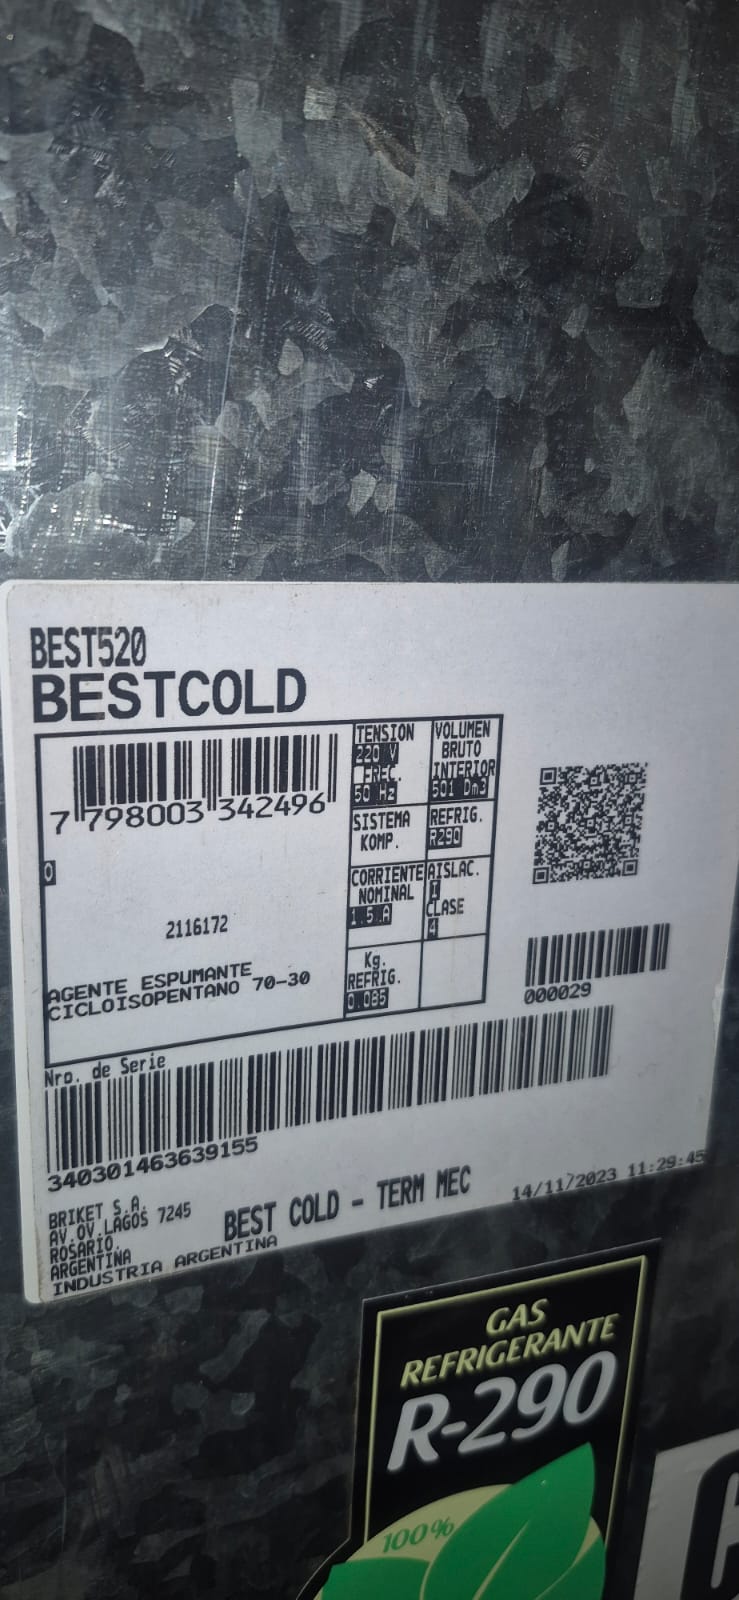 BEST520
BESTCOLD
7 798003 342496
0
2116172
AGENTE ESPUMANTE
CICLOISOPENTANO 70-30
TENSION
220 V
FREC.
50 Hz
VOLUMEN
BRUTO
INTERIOR
501 Dm3
SISTEMA
KOMP.
REFRIG.
R290
CORRIENTE
NOMINAL
1.5 A
AISLAC.
I
CLASE
4
Kg.
REFRIG.
0.085
000029
Nro. de Serie
340301463639155
BRIKET S.A.
AV.OV.LAGOS 7245
ROSARIO.
ARGENTINA
INDUSTRIA ARGENTINA
BEST COLD - TERM MEC
14/11/2023 11:29:45
GAS
REFRIGERANTE
R-290
100%